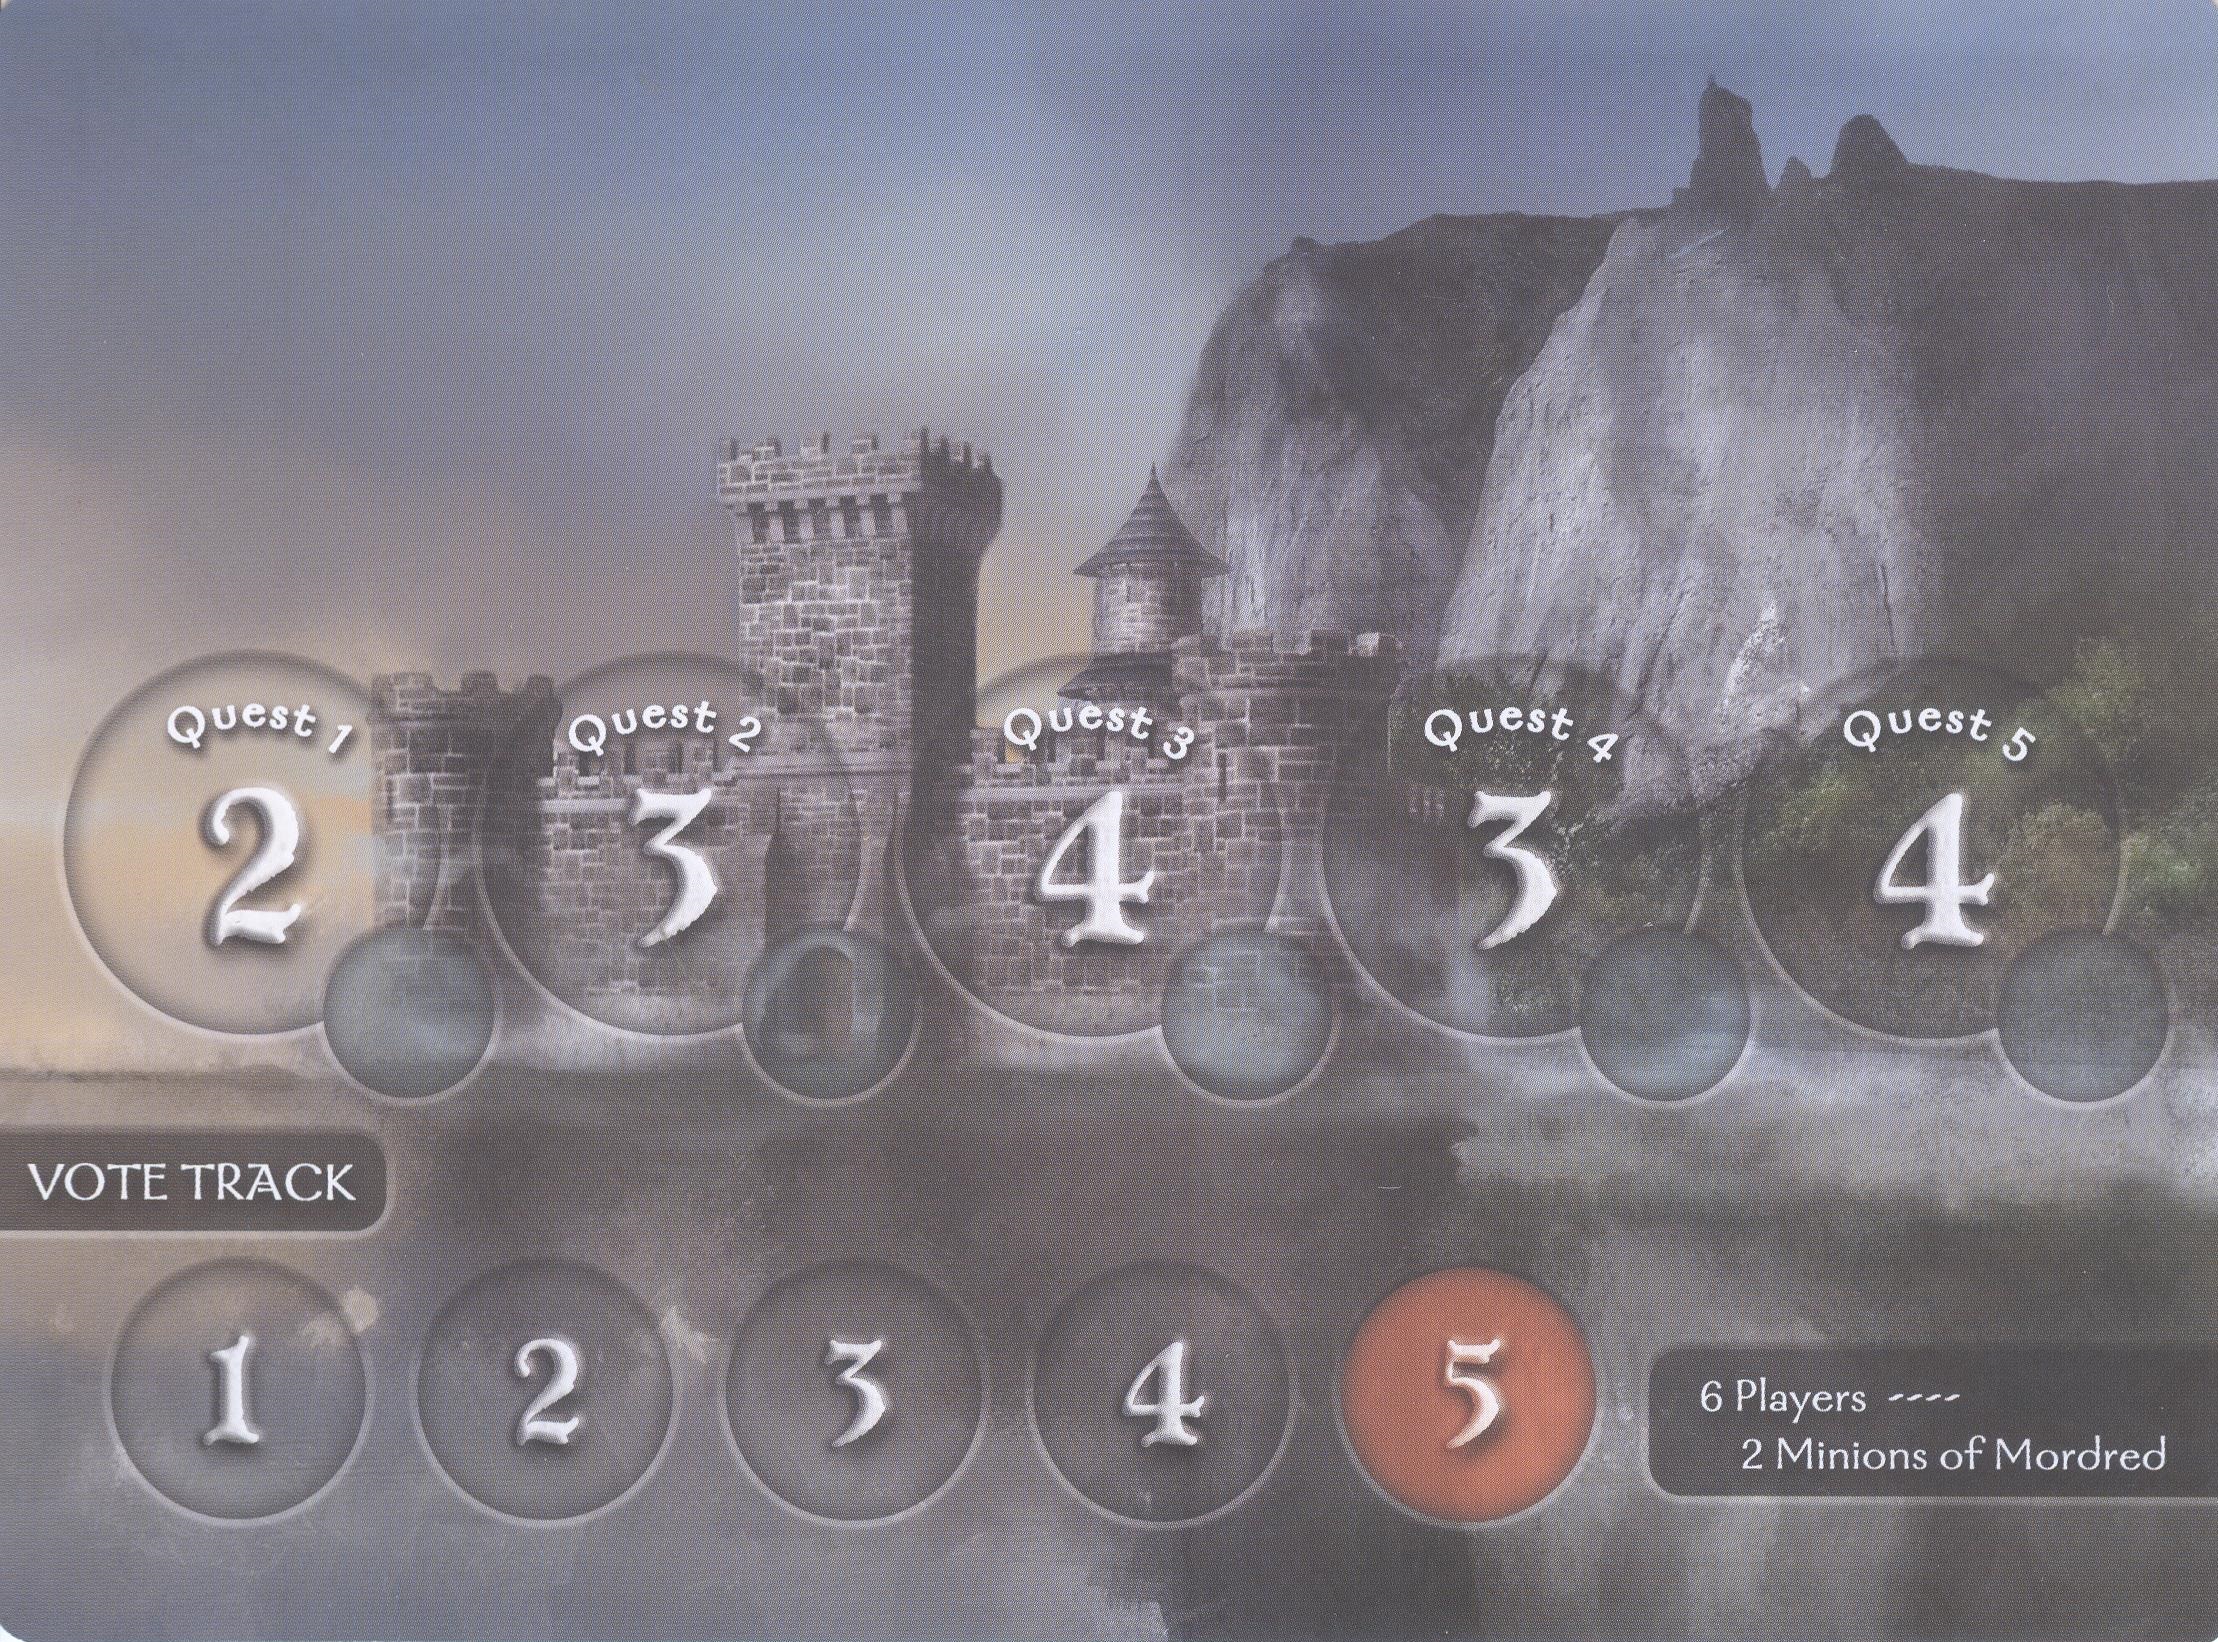 Quest 1
Quest 2
Quest 3
Quest 4
Quest 5
2
3
4
3
4
VOTE TRACK
1
2
3
4
5
6 Players ----
2 Minions of Mordred